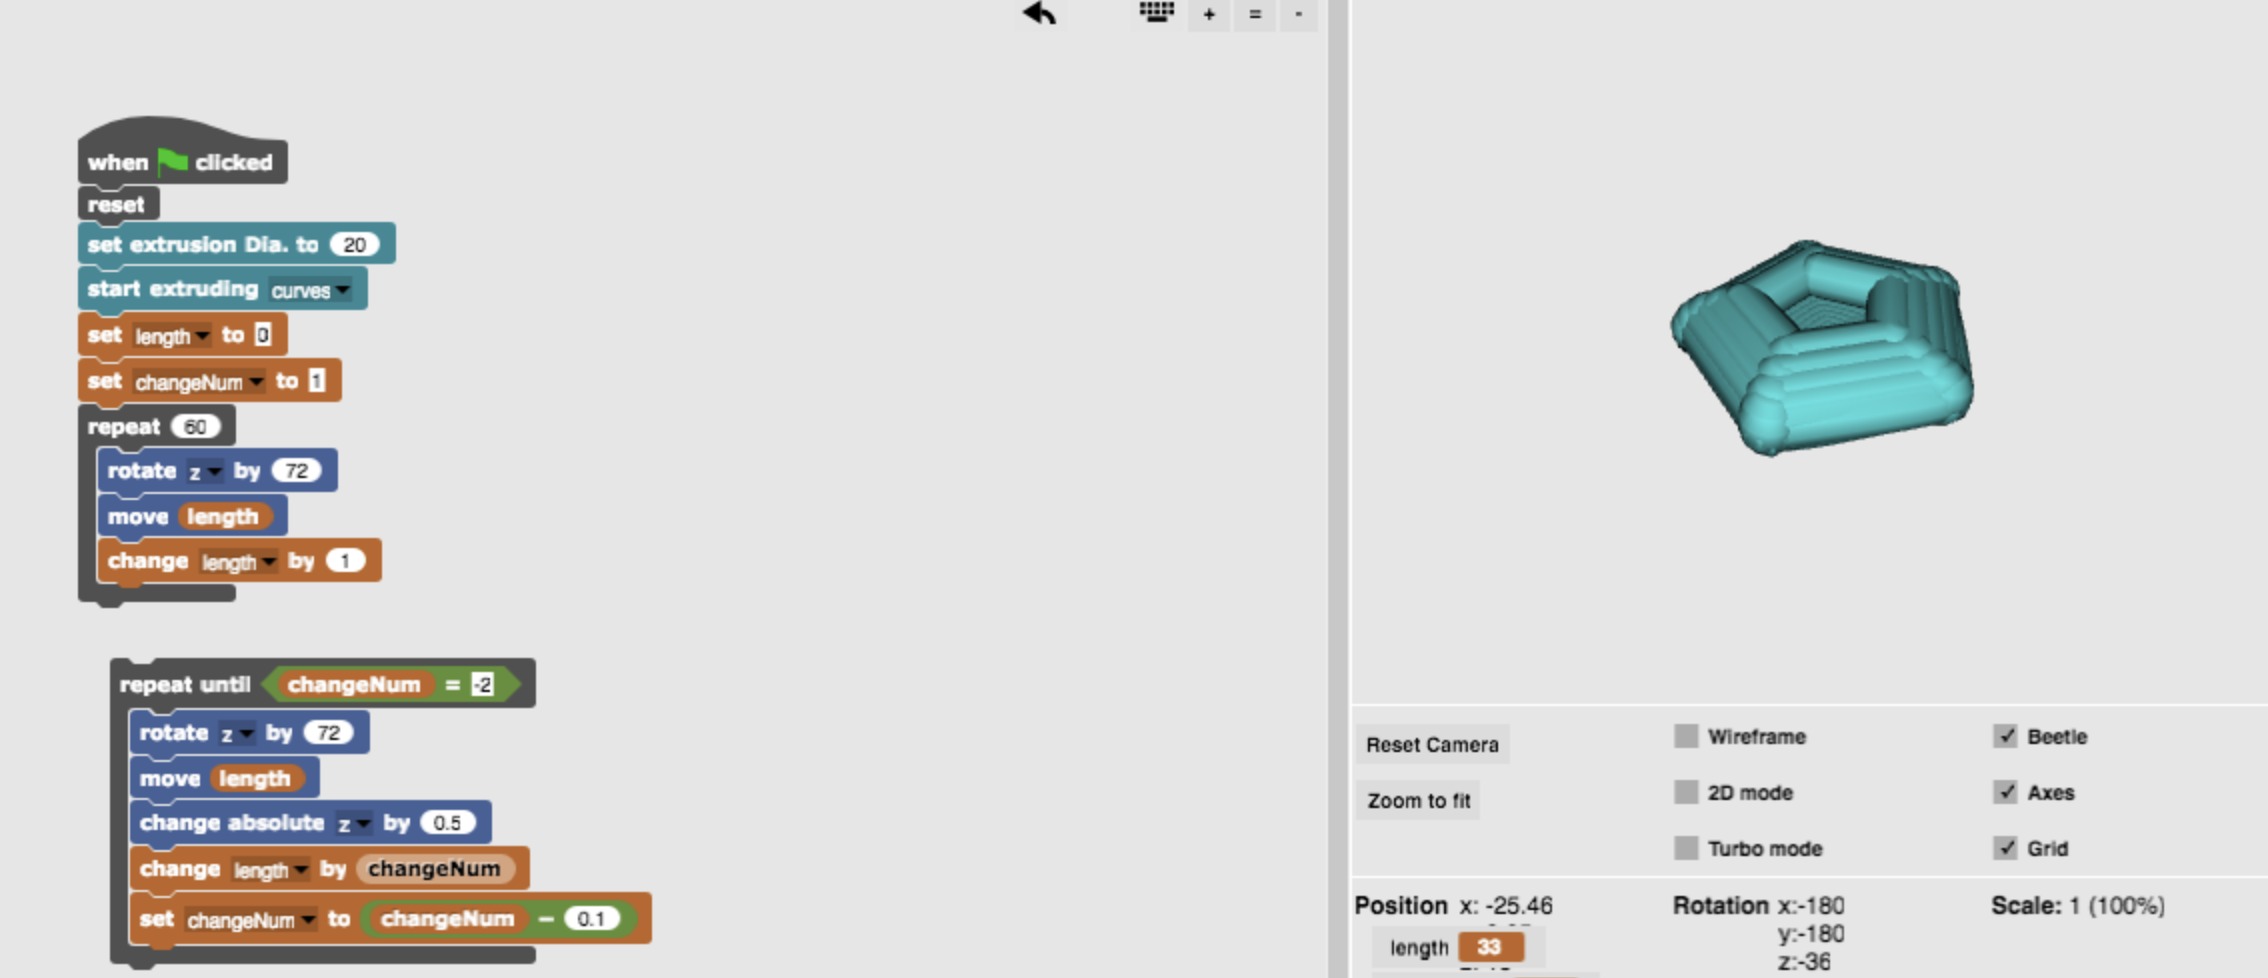 + = -
when clicked
reset
set extrusion Dia. to 20
start extruding curves
set length to 0
set changeNum to 1
repeat 60
rotate z by 72
move length
change length by 1
repeat until changeNum = -2
rotate z by 72
move length
change absolute z by 0.5
change length by changeNum
set changeNum to changeNum - 0.1
Reset Camera
Wireframe
Beetle
Zoom to fit
2D mode
Axes
Turbo mode
Grid
Position x: -25.46
Rotation x:-180
Scale: 1 (100%)
y:-180
length 33
z:-36